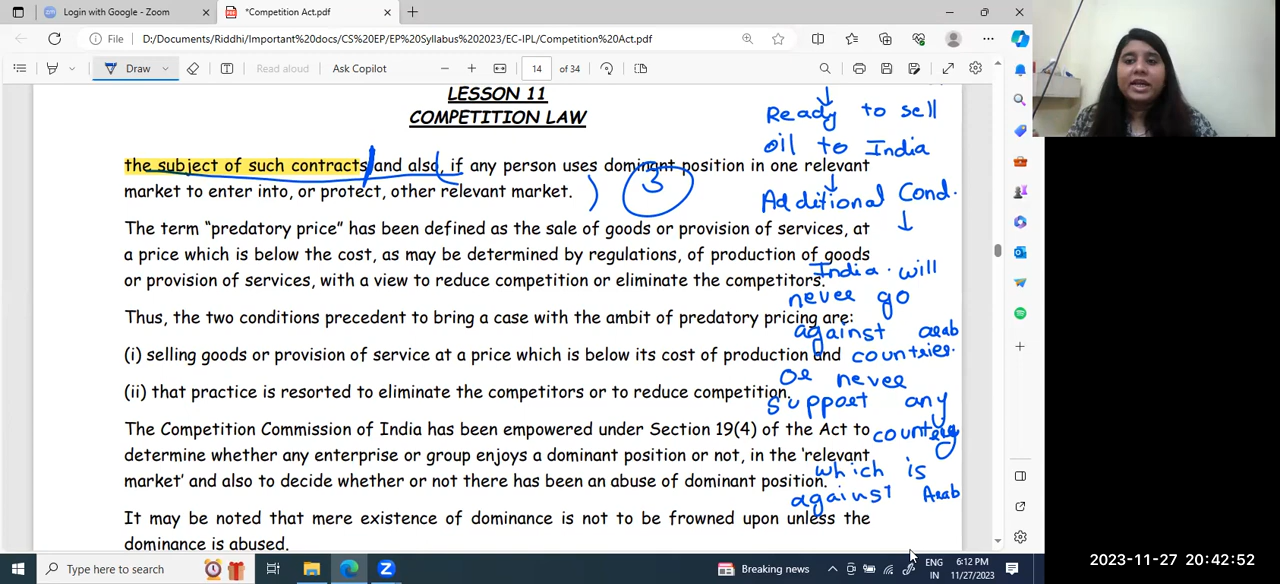 Login with Google - Zoom
*Competition Act.pdf
File
D:/Documents/Riddhi/Important%20docs/CS%20EP/EP%20Syllabus%202023/EC-IPL/Competition%20Act.pdf
Draw
Read aloud
Ask Copilot
14 of 34
LESSON 11
COMPETITION LAW
the subject of such contracts and also, if any person uses dominant position in one relevant
market to enter into, or protect, other relevant market.
3
The term “predatory price” has been defined as the sale of goods or provision of services, at
a price which is below the cost, as may be determined by regulations, of production of goods
or provision of services, with a view to reduce competition or eliminate the competitors.
Thus, the two conditions precedent to bring a case with the ambit of predatory pricing are:
(i) selling goods or provision of service at a price which is below its cost of production and
(ii) that practice is resorted to eliminate the competitors or to reduce competition.
The Competition Commission of India has been empowered under Section 19(4) of the Act to
determine whether any enterprise or group enjoys a dominant position or not, in the ‘relevant
market’ and also to decide whether or not there has been an abuse of dominant position.
It may be noted that mere existence of dominance is not to be frowned upon unless the
dominance is abused.
Ready to sell
oil to India
Additional Cond.
India will
never go
against arab
countries.
Or never
support any
country
which is
against Arab
Type here to search
Breaking news
ENG
IN
6:12 PM
11/27/2023
2023-11-27 20:42:52